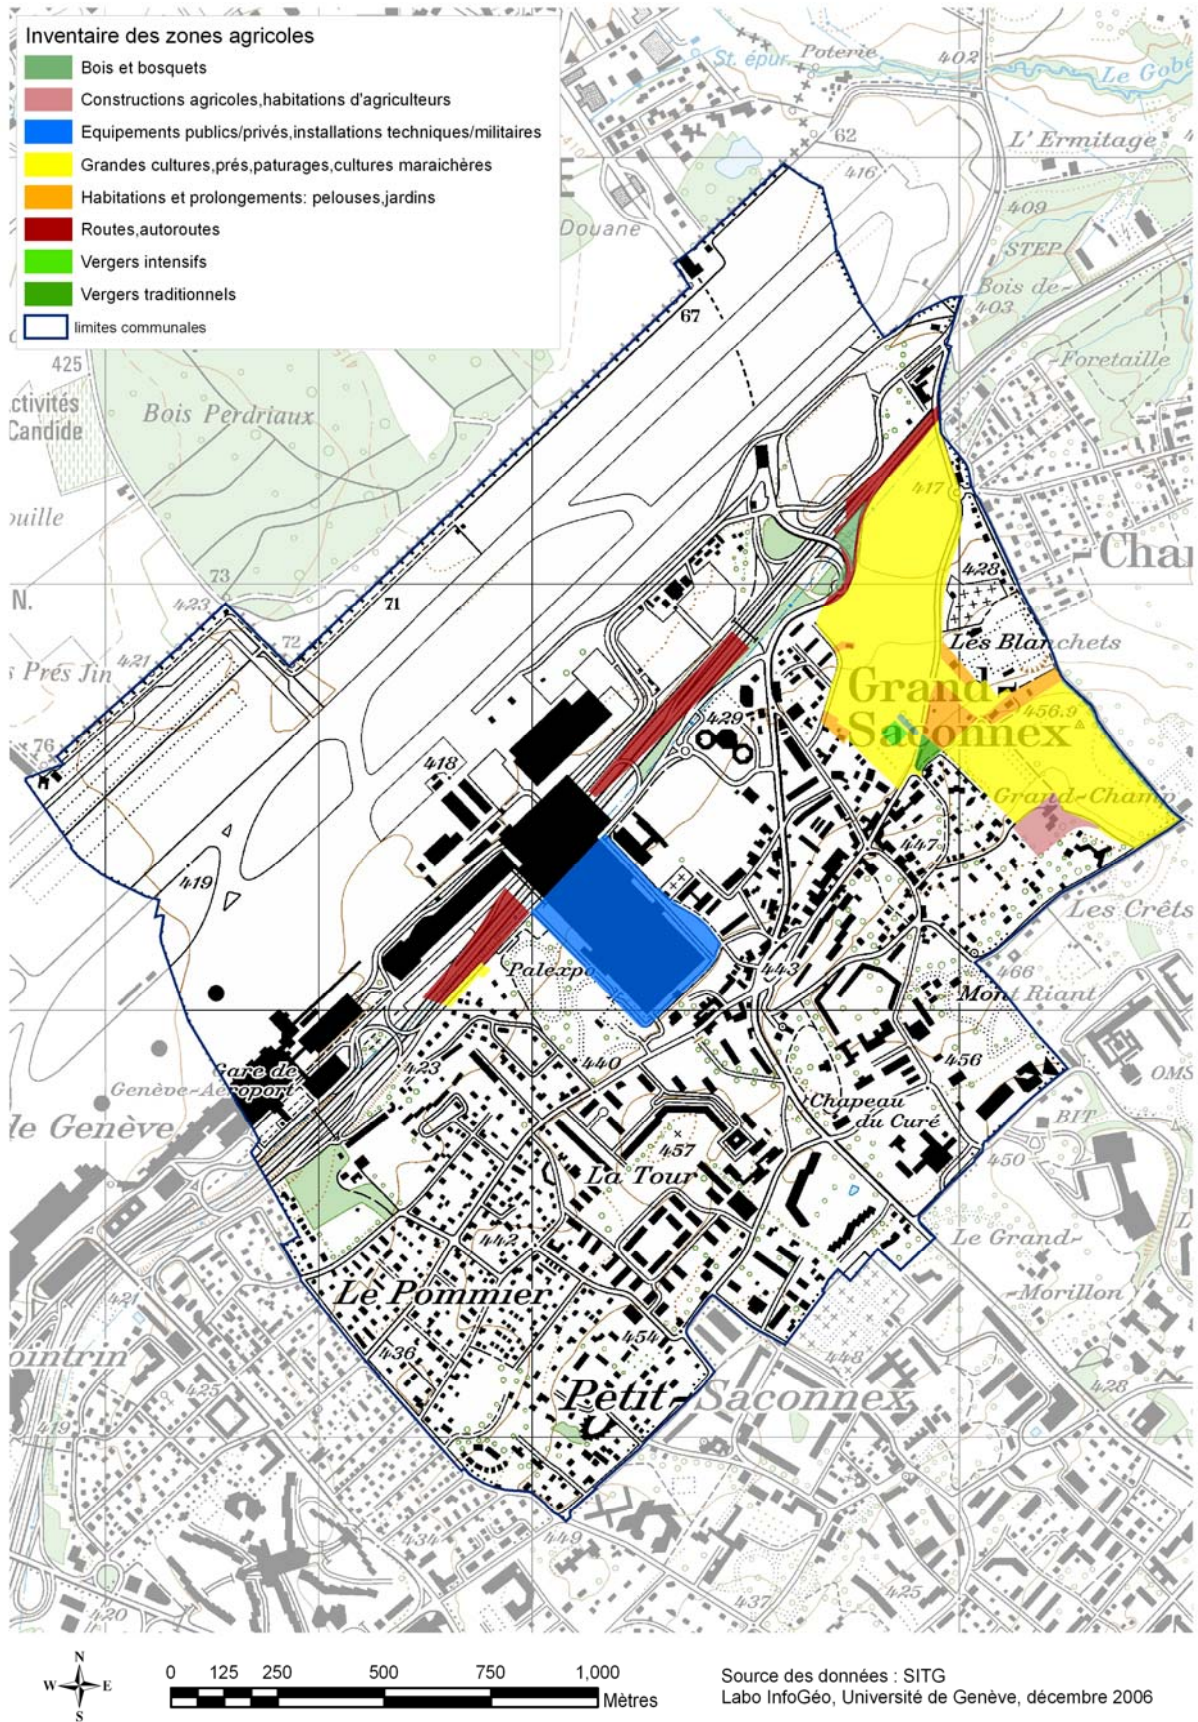 Inventaire des zones agricoles
Bois et bosquets
Constructions agricoles,habitations d'agriculteurs
Equipements publics/privés,installations techniques/militaires
Grandes cultures,prés,paturages,cultures maraichères
Habitations et prolongements: pelouses,jardins
Routes,autoroutes
Vergers intensifs
Vergers traditionnels
limites communales
St. épur.
Poterie
402
Le Gobé
62
L'Ermitage
416
409
Douane
STEP
Bois de-
403
67
-Foretaille
425
ctivités
Candide
Bois Perdriaux
417
ouille
-Cha
73
428
N.
423
71
72
Les Blanchets
s Prés Jin
421
Grand-
Saconnex
456.9
429
76
418
Grand-Champ
447
419
Les Crêts
Palexpo
443
466
Mont Riant
440
456
Gare de
423
OMS
Genève-Aéroport
Chapeau
du Curé
BIT
de Genève
457
450
La Tour
442
Le Grand-
Le Pommier
-Morillon
421
454
ointrin
436
448
425
428
Petit-Saconnex
419
434
449
425
437
420
N
W E
S
0 125 250 500 750 1,000
Mètres
Source des données : SITG
Labo InfoGéo, Université de Genève, décembre 2006